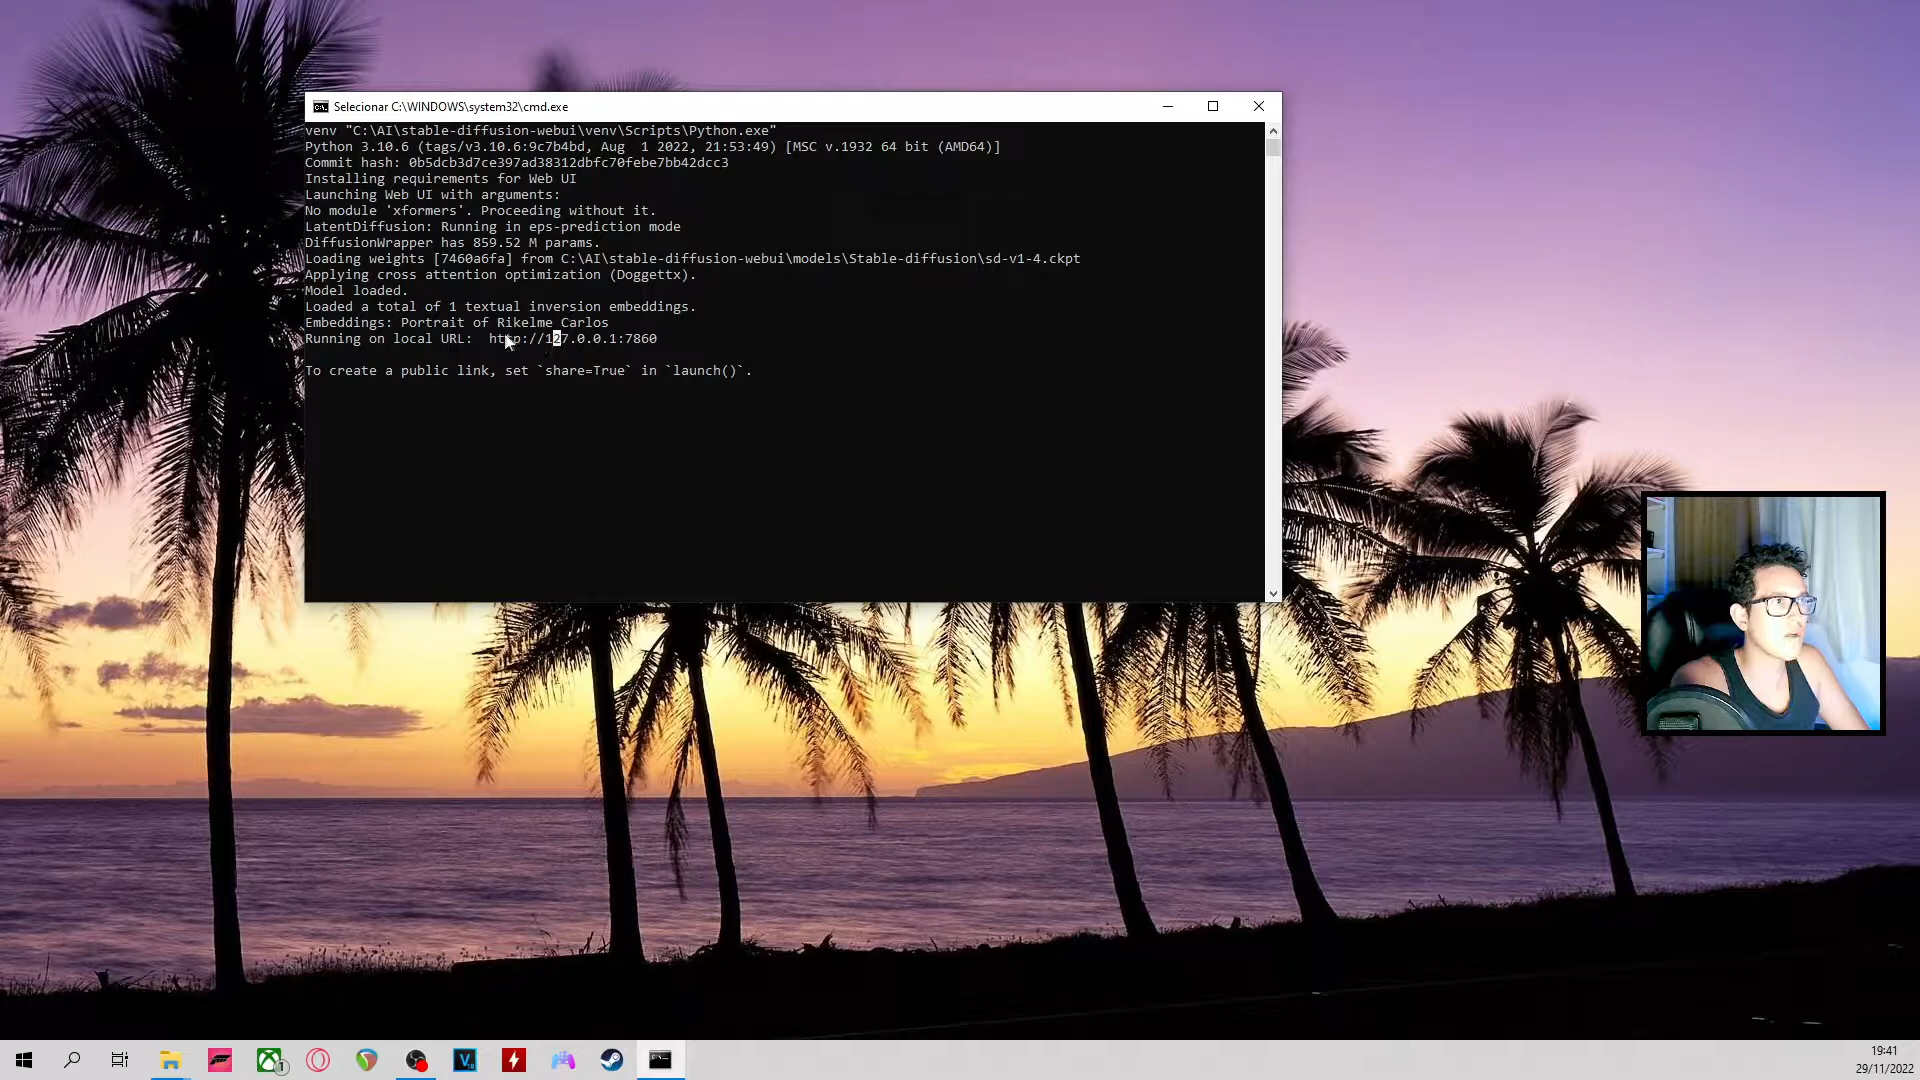 Selecionar C:\WINDOWS\system32\cmd.exe
venv "C:\AI\stable-diffusion-webui\venv\Scripts\Python.exe"
Python 3.10.6 (tags/v3.10.6:9c7b4bd, Aug  1 2022, 21:53:49) [MSC v.1932 64 bit (AMD64)]
Commit hash: 0b5dcb3d7ce397ad38312dbfc70febe7bb42dcc3
Installing requirements for Web UI
Launching Web UI with arguments:
No module 'xformers'. Proceeding without it.
LatentDiffusion: Running in eps-prediction mode
DiffusionWrapper has 859.52 M params.
Loading weights [7460a6fa] from C:\AI\stable-diffusion-webui\models\Stable-diffusion\sd-v1-4.ckpt
Applying cross attention optimization (Doggettx).
Model loaded.
Loaded a total of 1 textual inversion embeddings.
Embeddings: Portrait of Rikelme Carlos
Running on local URL:  http://127.0.0.1:7860
To create a public link, set `share=True` in `launch()`.
19:41
29/11/2022